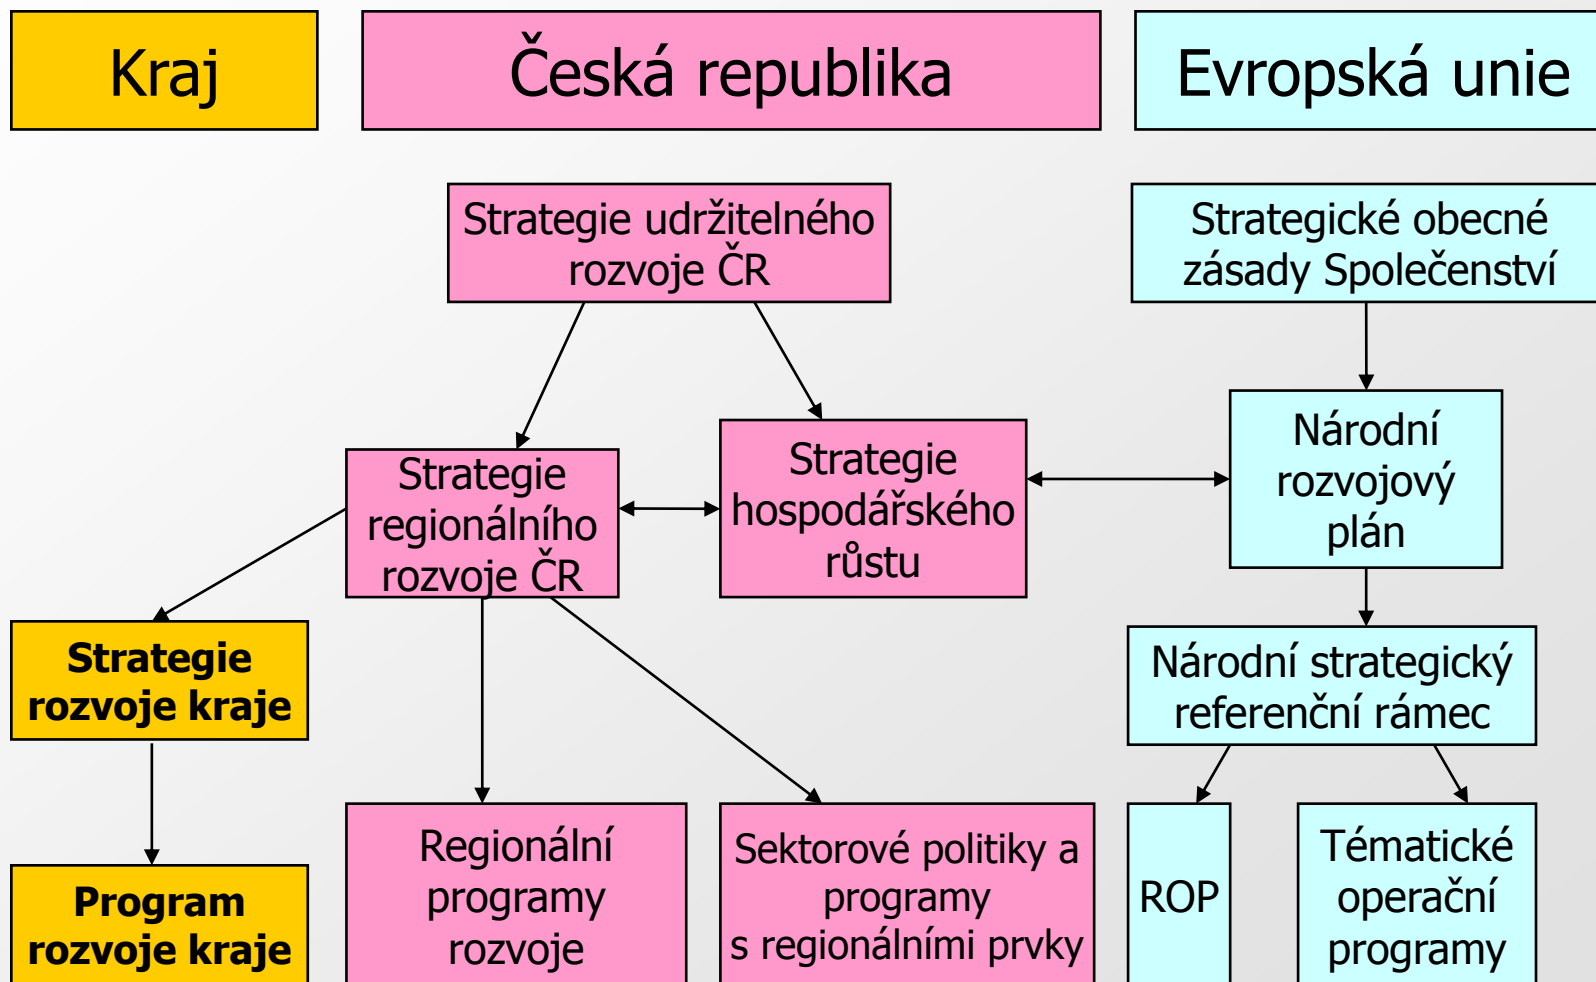 Kraj
Česká republika
Evropská unie
Strategie udržitelného
rozvoje ČR
Strategické obecné
zásady Společenství
Národní
rozvojový
plán
Strategie
hospodářského
růstu
Strategie
regionálního
rozvoje ČR
Strategie
rozvoje kraje
Národní strategický
referenční rámec
Regionální
programy
rozvoje
Sektorové politiky a
programy
s regionálními prvky
ROP
Tématické
operační
programy
Program
rozvoje kraje